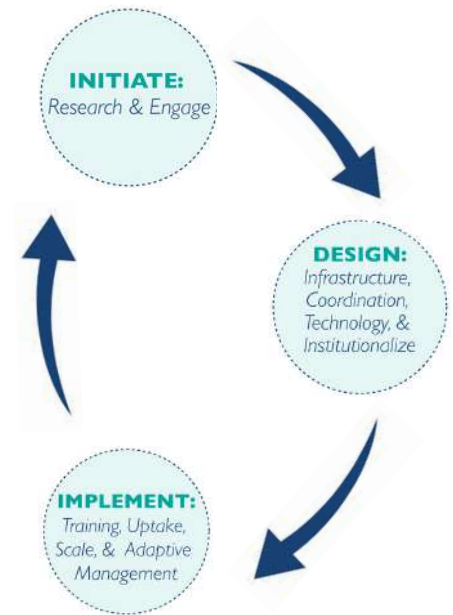 INITIATE:
Research & Engage
DESIGN:
Infrastructure,
Coordination,
Technology, &
Institutionalize
IMPLEMENT:
Training, Uptake,
Scale, & Adaptive
Management